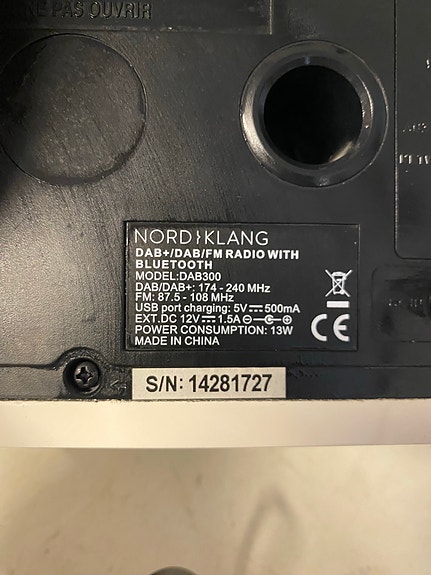 NE PAS OUVRIR
NORDKLANG
DAB+/DAB/FM RADIO WITH
BLUETOOTH
MODEL:DAB300
DAB/DAB+: 174 - 240 MHz
FM: 87.5 - 108 MHz
USB port charging: 5V⎓500mA
EXT.DC 12V⎓1.5A⊖-C-⊕
POWER CONSUMPTION: 13W
MADE IN CHINA
CE
S/N: 14281727